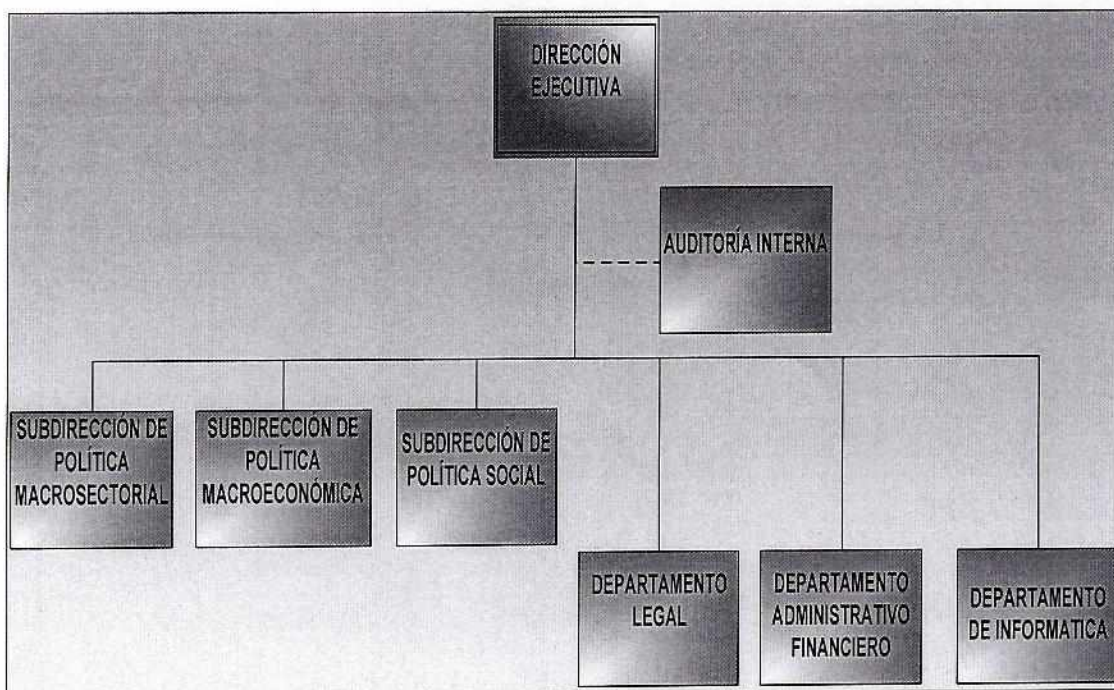 DIRECCIÓN
EJECUTIVA
AUDITORÍA INTERNA
SUBDIRECCIÓN DE
POLÍTICA
MACROSECTORIAL
SUBDIRECCIÓN DE
POLÍTICA
MACROECONÓMICA
SUBDIRECCIÓN DE
POLÍTICA SOCIAL
DEPARTAMENTO
LEGAL
DEPARTAMENTO
ADMINISTRATIVO
FINANCIERO
DEPARTAMENTO
DE INFORMATICA